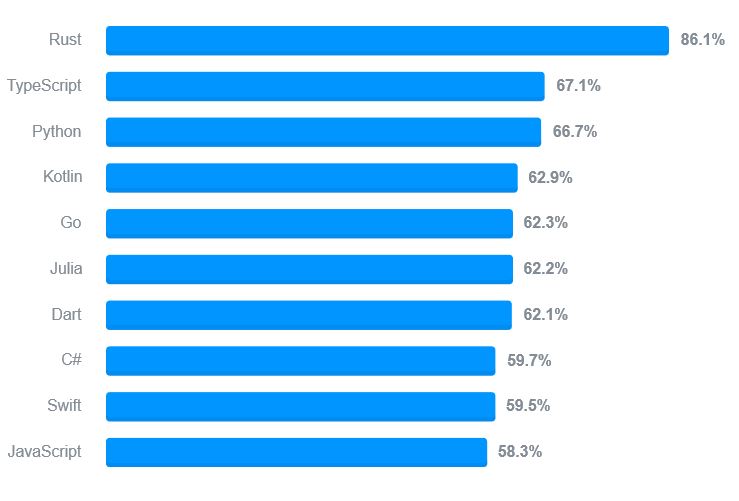 Rust 86.1%
TypeScript 67.1%
Python 66.7%
Kotlin 62.9%
Go 62.3%
Julia 62.2%
Dart 62.1%
C# 59.7%
Swift 59.5%
JavaScript 58.3%